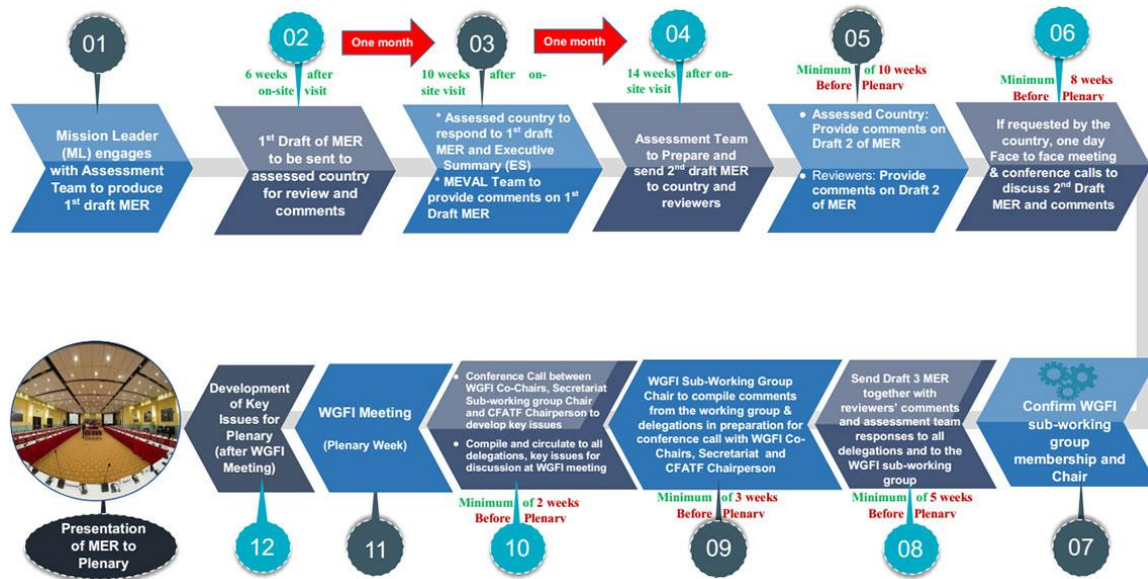 01
Mission Leader
(ML) engages
with Assessment
Team to produce
1st draft MER
02
6 weeks after
on-site visit
1st Draft of MER
to be sent to
assessed country
for review and
comments
One month
03
10 weeks after on-
site visit
* Assessed country
to respond to 1st draft
MER and Executive
Summary (ES)
* MEVAL Team to
provide comments on 1st
Draft MER
One month
04
14 weeks after on-
site visit
Assessment Team
to Prepare and
send 2nd draft MER
to country and
reviewers
05
Minimum of 10 weeks
Before Plenary
• Assessed Country:
Provide comments on
Draft 2 of MER
• Reviewers: Provide
comments on Draft 2
of MER
06
Minimum 8 weeks
Before Plenary
If requested by the
country, one day
Face to face meeting
& conference calls to
discuss 2nd Draft
MER and comments
Confirm WGFI
sub-working
group
membership and
Chair
07
Send Draft 3 MER
together with
reviewers' comments
and assessment team
responses to all
delegations and to the
WGFI sub-working
group
Minimum of 5 weeks
Before Plenary
08
WGFI Sub-Working Group
Chair to compile comments
from the working group &
delegations in preparation for
conference call with WGFI Co-
Chairs, Secretariat and
CFATF Chairperson
Minimum of 3 weeks
Before Plenary
09
• Conference Call between
WGFI Co-Chairs, Secretariat
Sub-working group Chair
and CFATF Chairperson to
develop key issues
• Compile and circulate to all
delegations, key issues for
discussion at WGFI meeting
Minimum of 2 weeks
Before Plenary
10
WGFI Meeting
(Plenary Week)
11
Development of Key
Issues for
Plenary
(after WGFI
Meeting)
12
Presentation
of MER to
Plenary